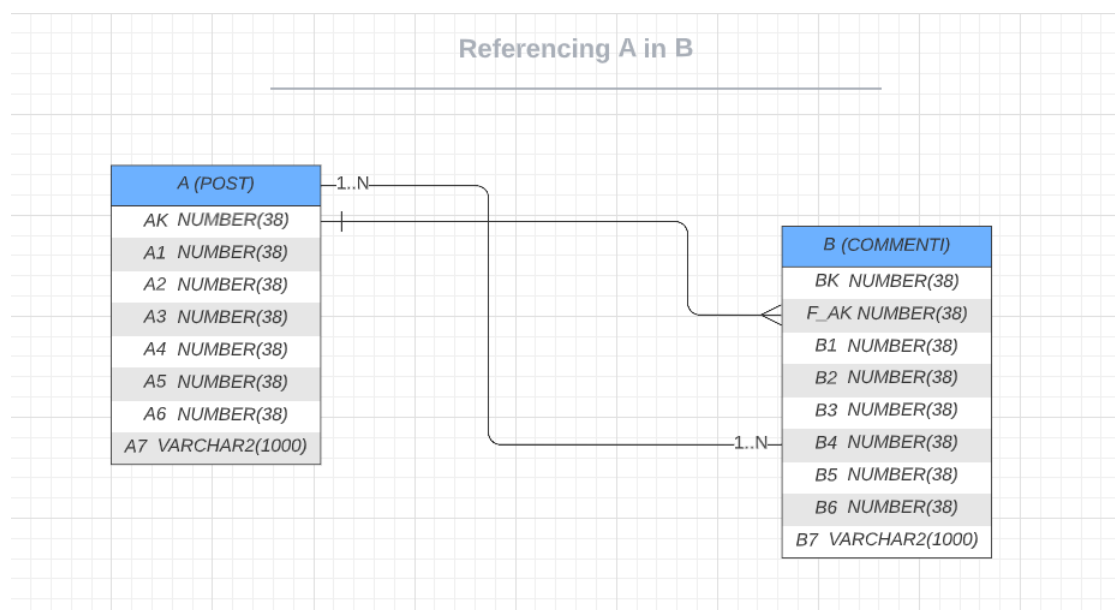 Referencing A in B
A (POST)
AK NUMBER(38)
A1 NUMBER(38)
A2 NUMBER(38)
A3 NUMBER(38)
A4 NUMBER(38)
A5 NUMBER(38)
A6 NUMBER(38)
A7 VARCHAR2(1000)
1..N
1..N
B (COMMENTI)
BK NUMBER(38)
F_AK NUMBER(38)
B1 NUMBER(38)
B2 NUMBER(38)
B3 NUMBER(38)
B4 NUMBER(38)
B5 NUMBER(38)
B6 NUMBER(38)
B7 VARCHAR2(1000)